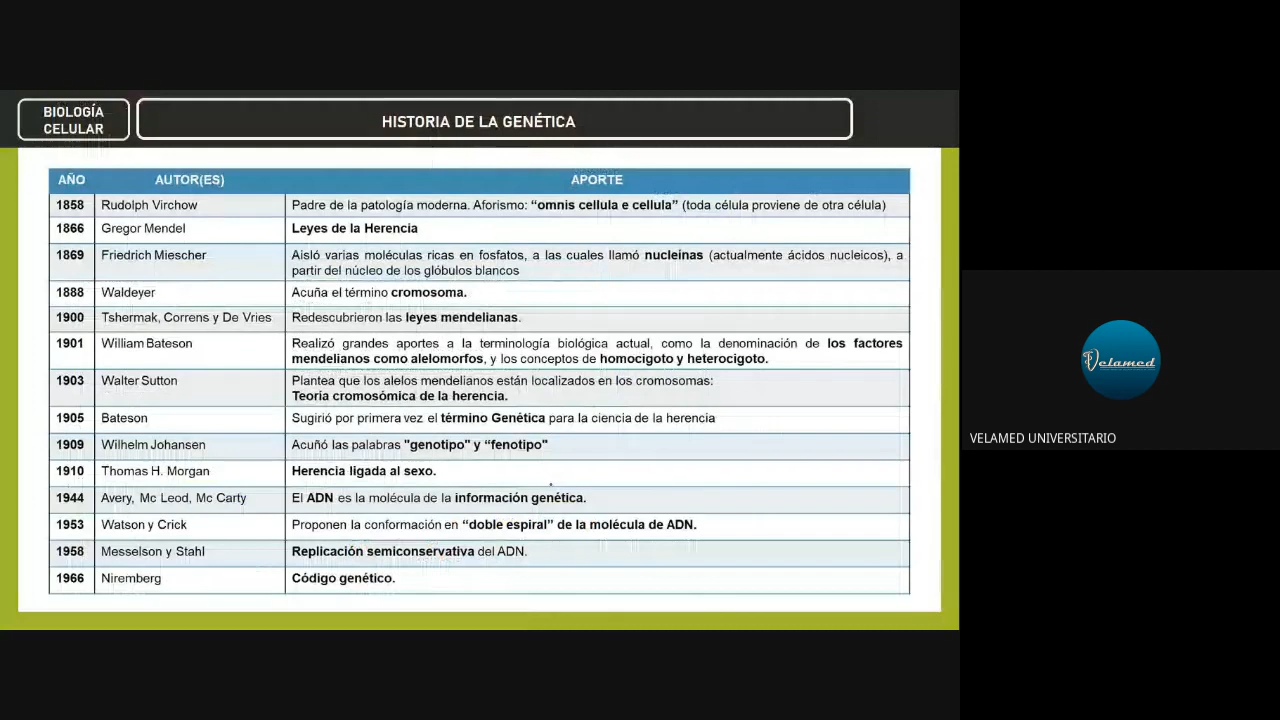 BIOLOGÍA
CELULAR
HISTORIA DE LA GENÉTICA
AÑO AUTOR(ES) APORTE
1858 Rudolph Virchow Padre de la patología moderna. Aforismo: “omnis cellula e cellula” (toda célula proviene de otra célula)
1866 Gregor Mendel Leyes de la Herencia
1869 Friedrich Miescher Aisló varias moléculas ricas en fosfatos, a las cuales llamó nucleínas (actualmente ácidos nucleicos), a
partir del núcleo de los glóbulos blancos
1888 Waldeyer Acuña el término cromosoma.
1900 Tshermak, Correns y De Vries Redescubrieron las leyes mendelianas.
1901 William Bateson Realizó grandes aportes a la terminología biológica actual, como la denominación de los factores
mendelianos como alelomorfos, y los conceptos de homocigoto y heterocigoto.
1903 Walter Sutton Plantea que los alelos mendelianos están localizados en los cromosomas:
Teoría cromosómica de la herencia.
1905 Bateson Sugirió por primera vez el término Genética para la ciencia de la herencia
1909 Wilhelm Johansen Acuñó las palabras "genotipo" y “fenotipo"
1910 Thomas H. Morgan Herencia ligada al sexo.
1944 Avery, Mc Leod, Mc Carty El ADN es la molécula de la información genética.
1953 Watson y Crick Proponen la conformación en “doble espiral” de la molécula de ADN.
1958 Messelson y Stahl Replicación semiconservativa del ADN.
1966 Niremberg Código genético.
Velamed
VELAMED UNIVERSITARIO